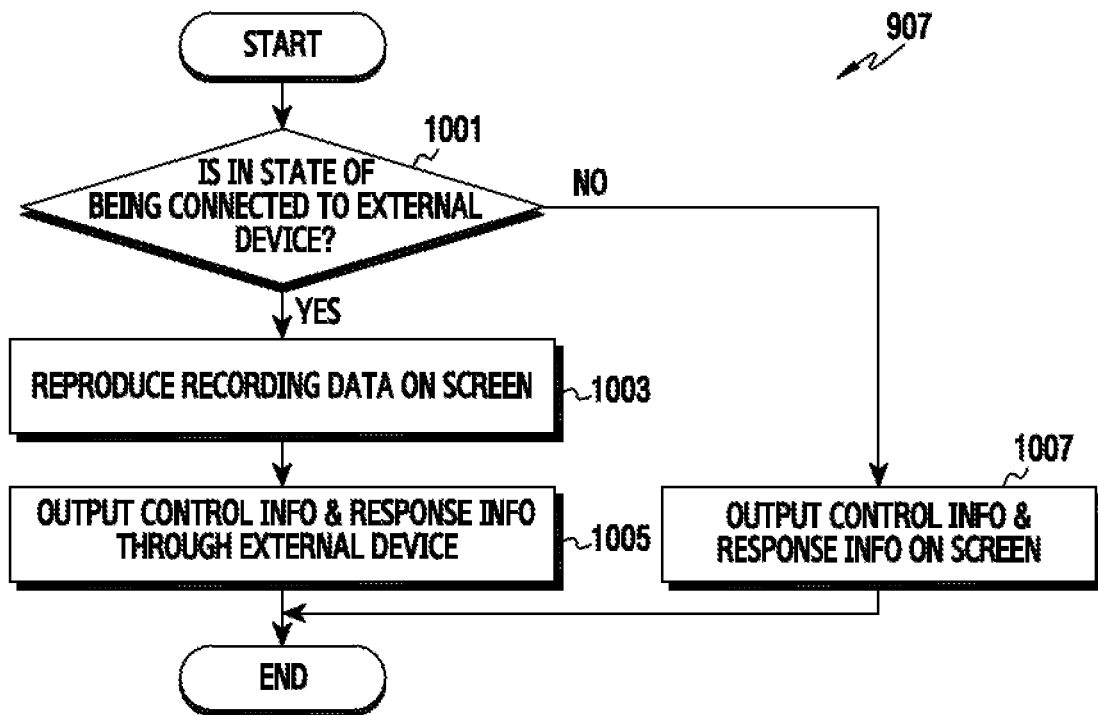 START
907
1001
IS IN STATE OF
BEING CONNECTED TO EXTERNAL
DEVICE?
NO
YES
REPRODUCE RECORDING DATA ON SCREEN
1003
1007
OUTPUT CONTROL INFO & RESPONSE INFO
THROUGH EXTERNAL DEVICE
1005
OUTPUT CONTROL INFO &
RESPONSE INFO ON SCREEN
END